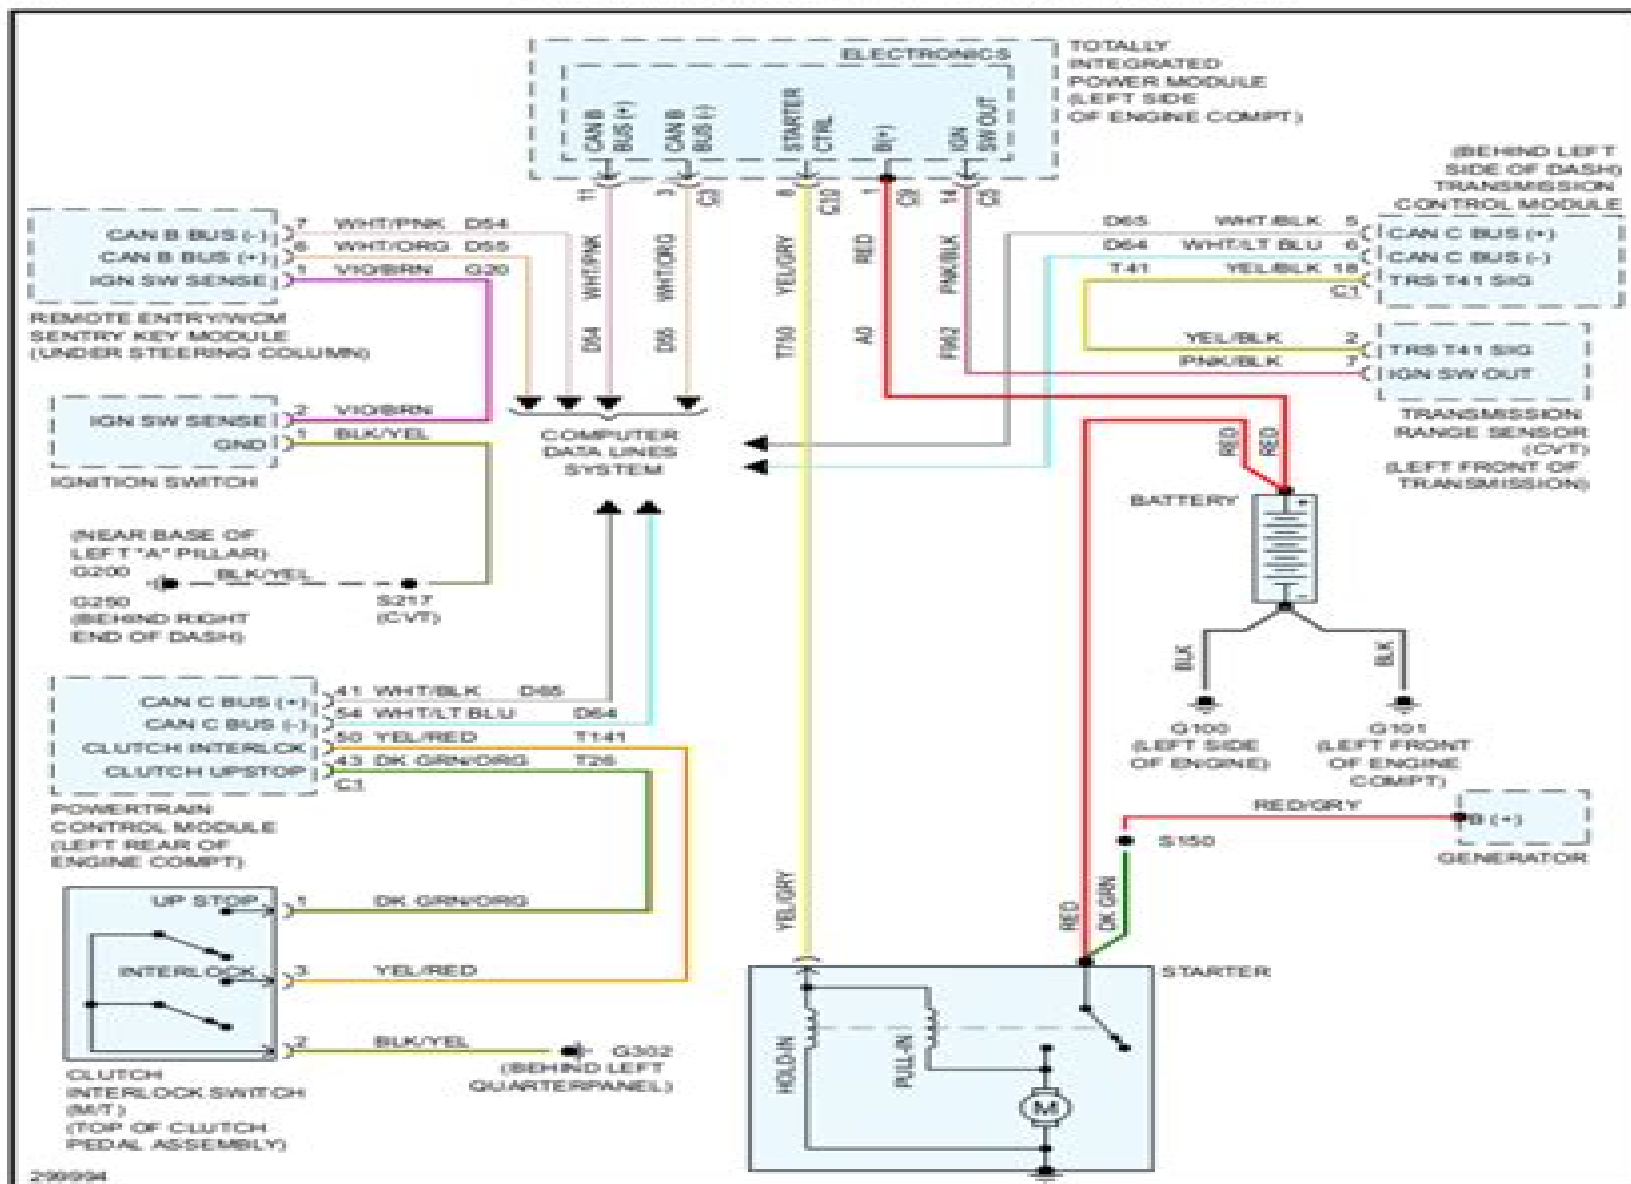 ELECTRONICS
TOTALLY
INTEGRATED
POWER MODULE
(LEFT SIDE
OF ENGINE COMPT)
CAN B
BUS (+)
CAN B
BUS (-)
STARTER
CTRL
B(+)
IGN
SW OUT
11
3
C3
8
C10
1
C9
14
C5
WHT/PNK
WHT/ORG
YEL/GRY
RED
PNK/BLK
D54
D55
T750
A0
F902
7 WHT/PNK D54
CAN B BUS (-)
6 WHT/ORG D55
CAN B BUS (+)
1 VIO/BRN G20
IGN SW SENSE
REMOTE ENTRY/WCM
SENTRY KEY MODULE
(UNDER STEERING COLUMN)
(BEHIND LEFT
SIDE OF DASH)
TRANSMISSION
CONTROL MODULE
D65 WHT/BLK 5
CAN C BUS (+)
D64 WHT/LT BLU 6
CAN C BUS (-)
T41 YEL/BLK 18
TRS T41 SIG
C1
YEL/BLK 2
TRS T41 SIG
PNK/BLK 7
IGN SW OUT
TRANSMISSION
RANGE SENSOR
(CVT)
(LEFT FRONT OF
TRANSMISSION)
2 VIO/BRN
IGN SW SENSE
1 BLK/YEL
GND
IGNITION SWITCH
COMPUTER
DATA LINES
SYSTEM
RED
RED
BATTERY
+
-
(NEAR BASE OF
LEFT "A" PILLAR)
G200
BLK/YEL
G250
(BEHIND RIGHT
END OF DASH)
S217
(CVT)
BLK
BLK
G100
(LEFT SIDE
OF ENGINE)
G101
(LEFT FRONT
OF ENGINE
COMPT)
41 WHT/BLK D65
CAN C BUS (+)
54 WHT/LT BLU D64
CAN C BUS (-)
50 YEL/RED T141
CLUTCH INTERLCK
43 DK GRN/ORG T26
CLUTCH UPSTOP
C1
POWERTRAIN
CONTROL MODULE
(LEFT REAR OF
ENGINE COMPT)
RED/GRY
B (+)
S150
GENERATOR
YEL/GRY
RED
DK GRN
UP STOP
1 DK GRN/ORG
INTERLOCK
3 YEL/RED
2 BLK/YEL
G302
(BEHIND LEFT
QUARTERPANEL)
CLUTCH
INTERLOCK SWITCH
(M/T)
(TOP OF CLUTCH
PEDAL ASSEMBLY)
STARTER
HOLD IN
PULL-IN
M
299994